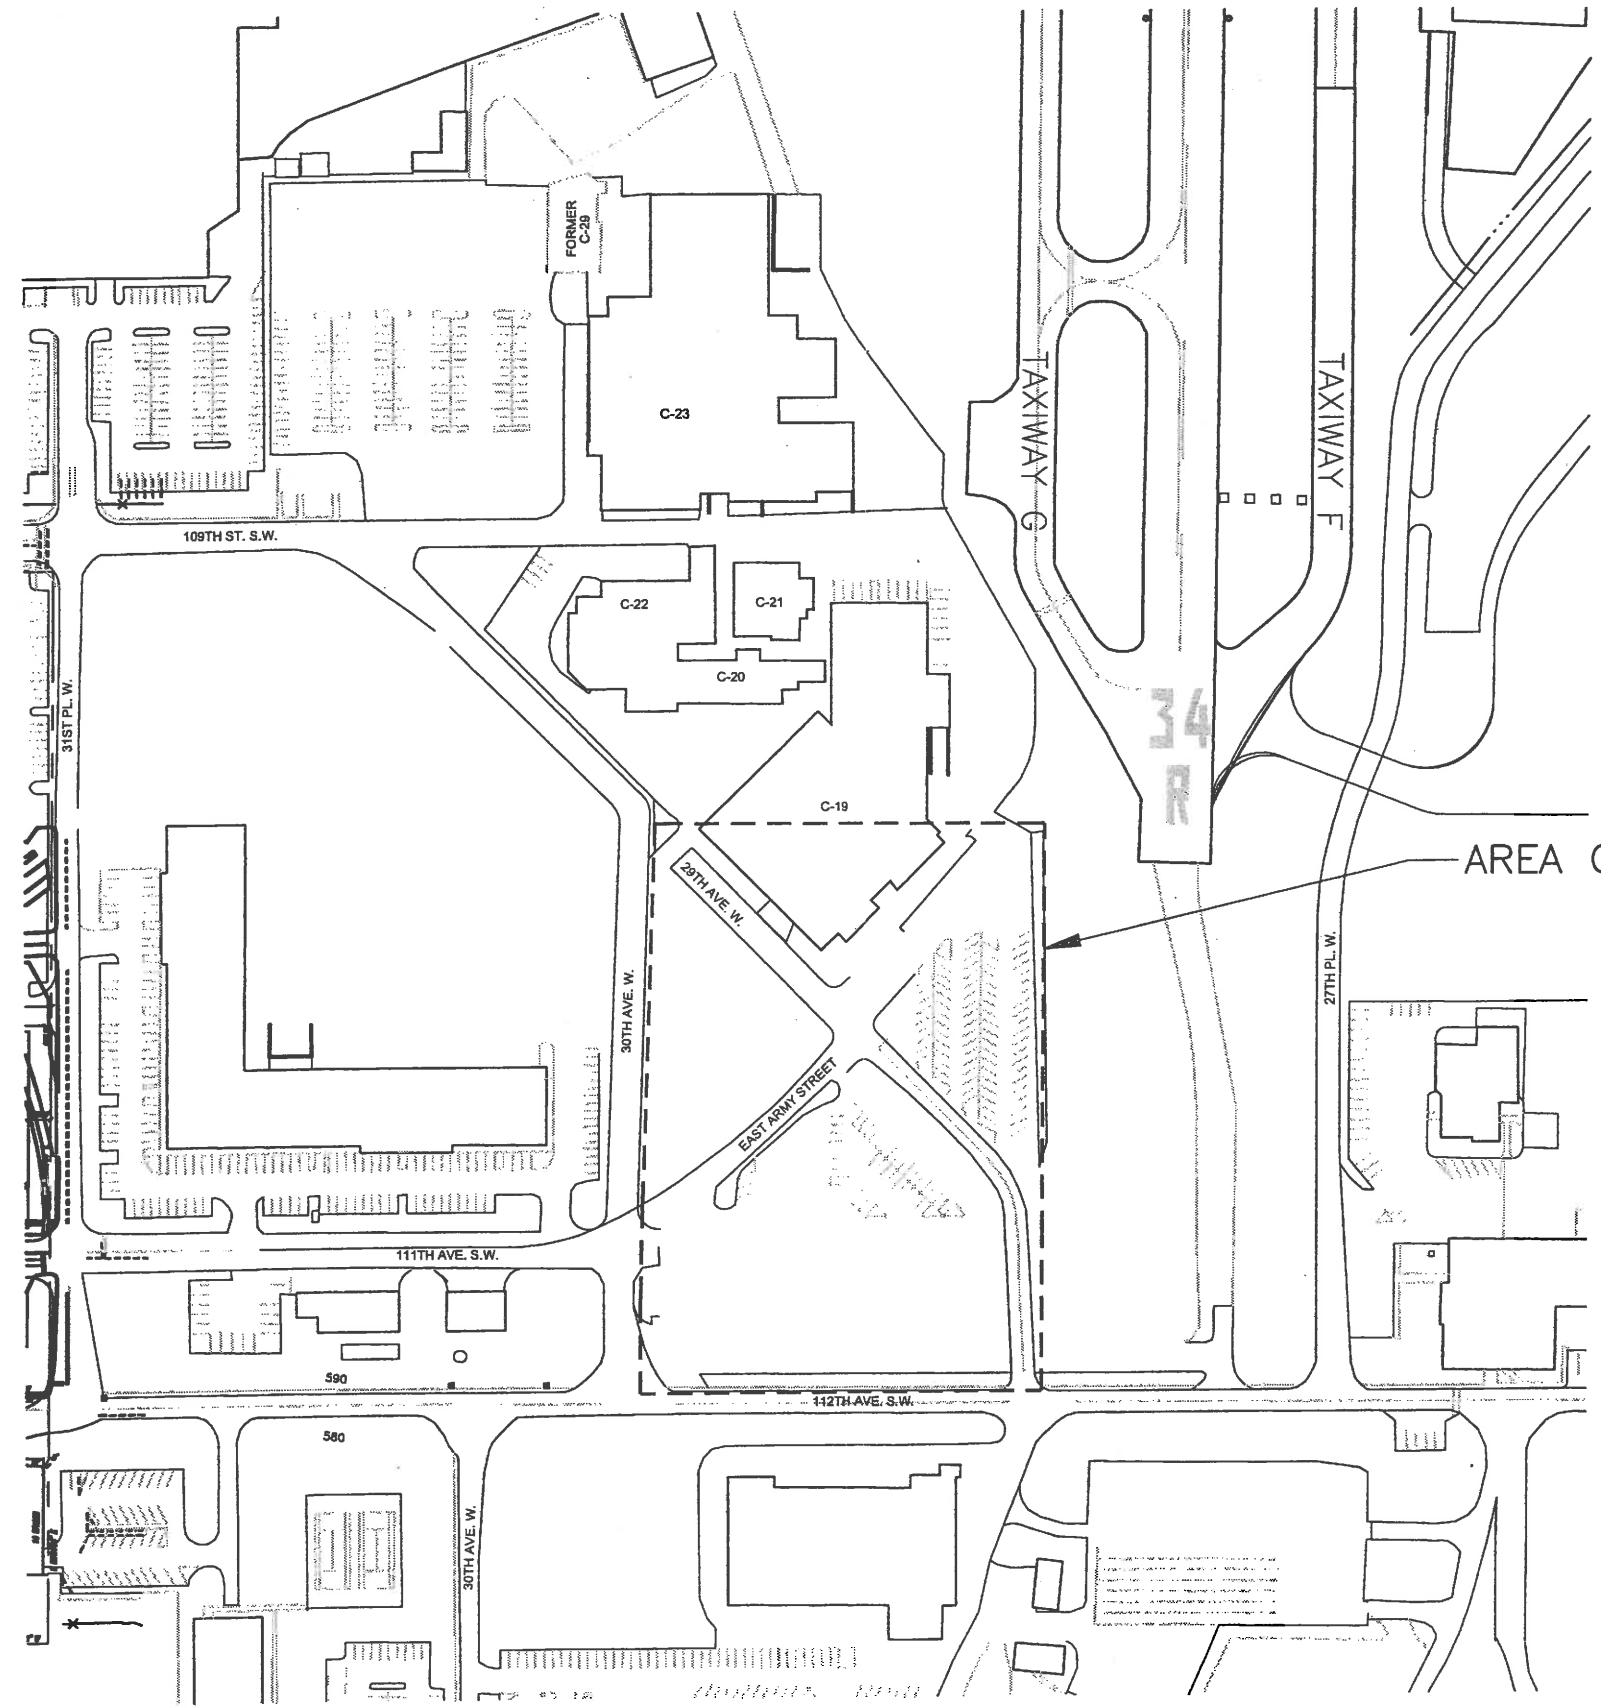 FORMER
C-29
TAXIWAY G
TAXIWAY F
C-23
109TH ST. S.W.
C-22
C-21
C-20
31ST PL. W.
34
R
C-19
AREA
29TH AVE. W.
30TH AVE. W.
27TH PL. W.
EAST ARMY STREET
111TH AVE. S.W.
590
112TH AVE. S.W.
580
30TH AVE. W.